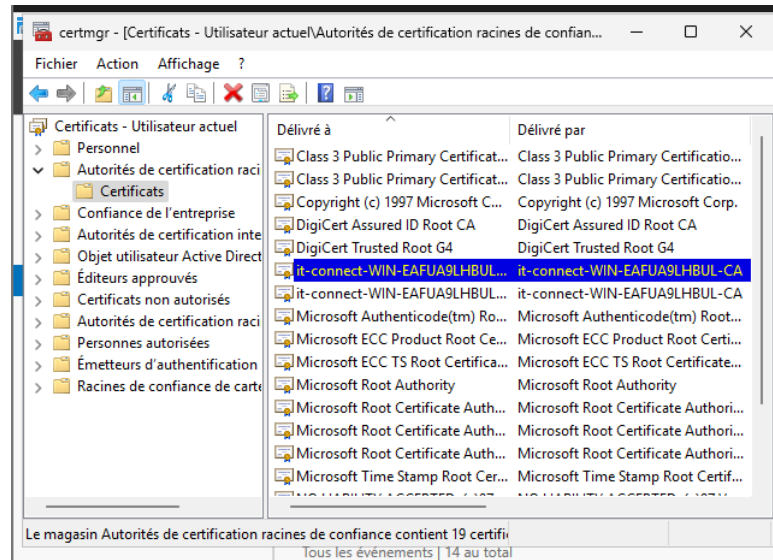 certmgr - [Certificats - Utilisateur actuel\Autorités de certification racines de confian...
Fichier Action Affichage ?
Certificats - Utilisateur actuel
Personnel
Autorités de certification raci
Certificats
Confiance de l'entreprise
Autorités de certification inte
Objet utilisateur Active Direct
Éditeurs approuvés
Certificats non autorisés
Autorités de certification raci
Personnes autorisées
Émetteurs d'authentification
Racines de confiance de carte
Délivré à Délivré par
Class 3 Public Primary Certificat... Class 3 Public Primary Certificatio...
Class 3 Public Primary Certificat... Class 3 Public Primary Certificatio...
Copyright (c) 1997 Microsoft C... Copyright (c) 1997 Microsoft Corp.
DigiCert Assured ID Root CA DigiCert Assured ID Root CA
DigiCert Trusted Root G4 DigiCert Trusted Root G4
it-connect-WIN-EAFUA9LHBUL... it-connect-WIN-EAFUA9LHBUL-CA
it-connect-WIN-EAFUA9LHBUL... it-connect-WIN-EAFUA9LHBUL-CA
Microsoft Authenticode(tm) Ro... Microsoft Authenticode(tm) Root...
Microsoft ECC Product Root Ce... Microsoft ECC Product Root Certi...
Microsoft ECC TS Root Certifica... Microsoft ECC TS Root Certificate...
Microsoft Root Authority Microsoft Root Authority
Microsoft Root Certificate Auth... Microsoft Root Certificate Authori...
Microsoft Root Certificate Auth... Microsoft Root Certificate Authori...
Microsoft Root Certificate Auth... Microsoft Root Certificate Authori...
Microsoft Time Stamp Root Cer... Microsoft Time Stamp Root Certif...
Le magasin Autorités de certification racines de confiance contient 19 certifi
Tous les événements | 14 au total